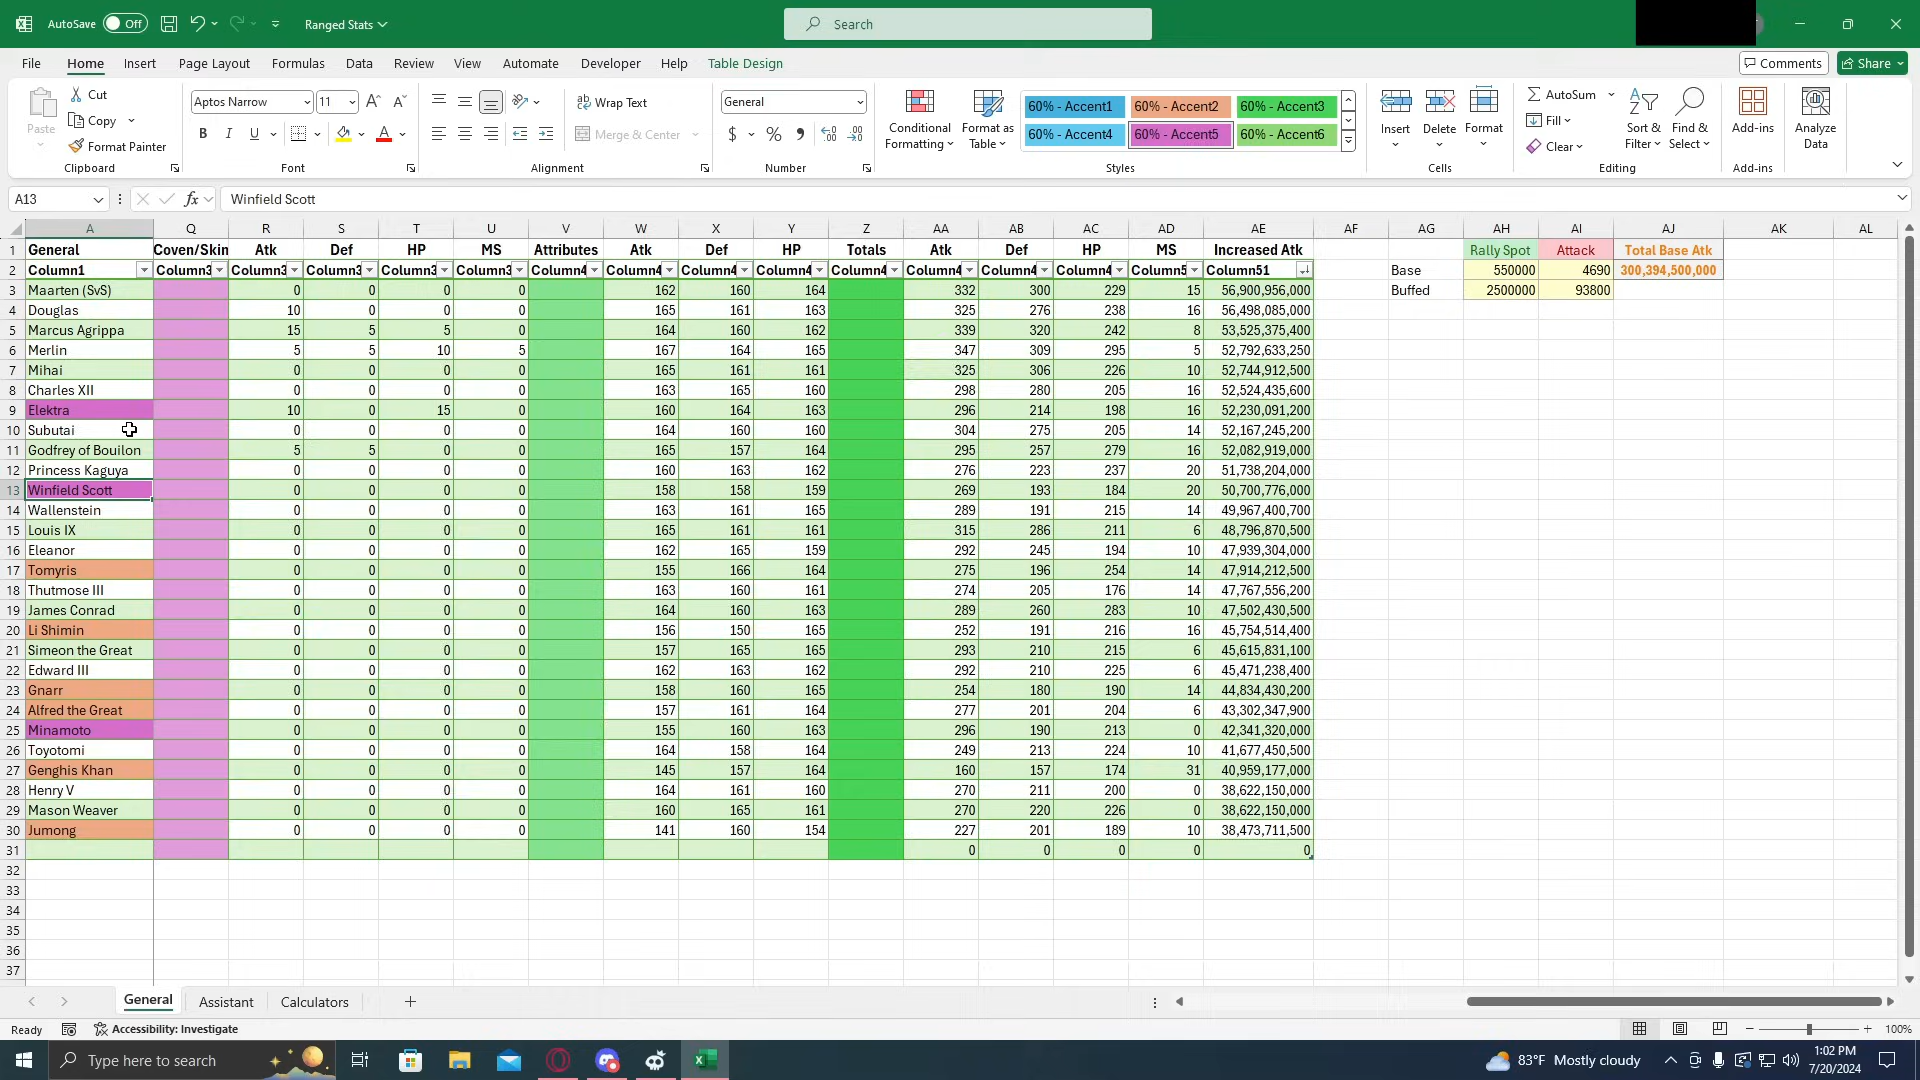 AutoSave Off Ranged Stats Search
File Home Insert Page Layout Formulas Data Review View Automate Developer Help Table Design Comments Share
Paste Cut Copy Format Painter Clipboard
Aptos Narrow 11 B I U A Font
Wrap Text Merge & Center Alignment
General $ % Number
Conditional Formatting Format as Table
60% - Accent1 60% - Accent2 60% - Accent3
60% - Accent4 60% - Accent5 60% - Accent6
Styles
Insert Delete Format Cells
AutoSum Fill Clear Sort & Filter Find & Select Editing
Add-ins Add-ins
Analyze Data
A13 fx Winfield Scott
A Q R S T U V W X Y Z AA AB AC AD AE AF AG AH AI AJ AK AL
1 General Coven/Skin Atk Def HP MS Attributes Atk Def HP Totals Atk Def HP MS Increased Atk Rally Spot Attack Total Base Atk
2 Column1 Column3 Column3 Column3 Column3 Column3 Column4 Column4 Column4 Column4 Column4 Column4 Column4 Column4 Column5 Column51 Base 550000 4690 300,394,500,000
3 Maarten (SvS) 0 0 0 0 162 160 164 332 300 229 15 56,900,956,000 Buffed 2500000 93800
4 Douglas 10 0 0 0 165 161 163 325 276 238 16 56,498,085,000
5 Marcus Agrippa 15 5 5 0 164 160 162 339 320 242 8 53,525,375,400
6 Merlin 5 5 10 5 167 164 165 347 309 295 5 52,792,633,250
7 Mihai 0 0 0 0 165 161 161 325 306 226 10 52,744,912,500
8 Charles XII 0 0 0 0 163 165 160 298 280 205 16 52,524,435,600
9 Elektra 10 0 15 0 160 164 163 296 214 198 16 52,230,091,200
10 Subutai 0 0 0 0 164 160 160 304 275 205 14 52,167,245,200
11 Godfrey of Bouilon 5 5 0 0 165 157 164 295 257 279 16 52,082,919,000
12 Princess Kaguya 0 0 0 0 160 163 162 276 223 237 20 51,738,204,000
13 Winfield Scott 0 0 0 0 158 158 159 269 193 184 20 50,700,776,000
14 Wallenstein 0 0 0 0 163 161 165 289 191 215 14 49,967,400,700
15 Louis IX 0 0 0 0 165 161 161 315 286 211 6 48,796,870,500
16 Eleanor 0 0 0 0 162 165 159 292 245 194 10 47,939,304,000
17 Tomyris 0 0 0 0 155 166 164 275 196 254 14 47,914,212,500
18 Thutmose III 0 0 0 0 163 160 161 274 205 176 14 47,767,556,200
19 James Conrad 0 0 0 0 164 160 163 289 260 283 10 47,502,430,500
20 Li Shimin 0 0 0 0 156 150 165 252 191 216 16 45,754,514,400
21 Simeon the Great 0 0 0 0 157 165 165 293 210 215 6 45,615,831,100
22 Edward III 0 0 0 0 162 163 162 292 210 225 6 45,471,238,400
23 Gnarr 0 0 0 0 158 160 165 254 180 190 14 44,834,430,200
24 Alfred the Great 0 0 0 0 157 161 164 277 201 204 6 43,302,347,900
25 Minamoto 0 0 0 0 155 160 163 296 190 213 0 42,341,320,000
26 Toyotomi 0 0 0 0 164 158 164 249 213 224 10 41,677,450,500
27 Genghis Khan 0 0 0 0 145 157 164 160 157 174 31 40,959,177,000
28 Henry V 0 0 0 0 164 161 160 270 211 200 0 38,622,150,000
29 Mason Weaver 0 0 0 0 160 165 161 270 220 226 0 38,622,150,000
30 Jumong 0 0 0 0 141 160 154 227 201 189 10 38,473,711,500
31 0 0 0 0 0
32
33
34
35
36
37
General Assistant Calculators
Ready Accessibility: Investigate 100%
Type here to search 83°F Mostly cloudy 1:02 PM
7/20/2024